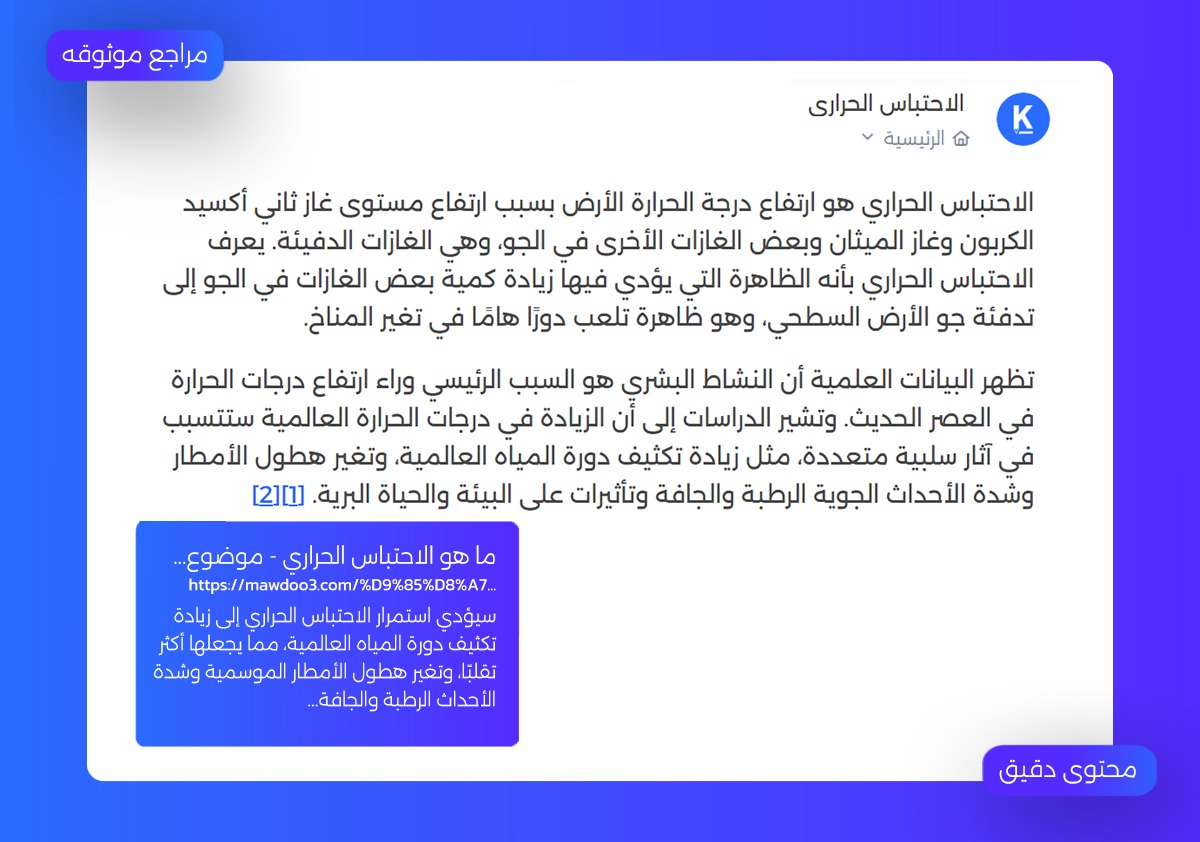 مراجع موثوقه
الاحتباس الحرارى
K
الرئيسية
الاحتباس الحراري هو ارتفاع درجة الحرارة الأرض بسبب ارتفاع مستوى غاز ثاني أكسيد
الكربون وغاز الميثان وبعض الغازات الأخرى في الجو، وهي الغازات الدفيئة. يعرف
الاحتباس الحراري بأنه الظاهرة التي يؤدي فيها زيادة كمية بعض الغازات في الجو إلى
تدفئة جو الأرض السطحي، وهو ظاهرة تلعب دورًا هامًا في تغير المناخ.
تظهر البيانات العلمية أن النشاط البشري هو السبب الرئيسي وراء ارتفاع درجات الحرارة
في العصر الحديث. وتشير الدراسات إلى أن الزيادة في درجات الحرارة العالمية ستتسبب
في آثار سلبية متعددة، مثل زيادة تكثيف دورة المياه العالمية، وتغير هطول الأمطار
وشدة الأحداث الجوية الرطبة والجافة وتأثيرات على البيئة والحياة البرية. [1][2]
ما هو الاحتباس الحراري - موضوع...
https://mawdoo3.com/%D9%85%D8%A7...
سيؤدي استمرار الاحتباس الحراري إلى زيادة
تكثيف دورة المياه العالمية، مما يجعلها أكثر
تقلبًا، وتغير هطول الأمطار الموسمية وشدة
الأحداث الرطبة والجافة...
محتوى دقيق